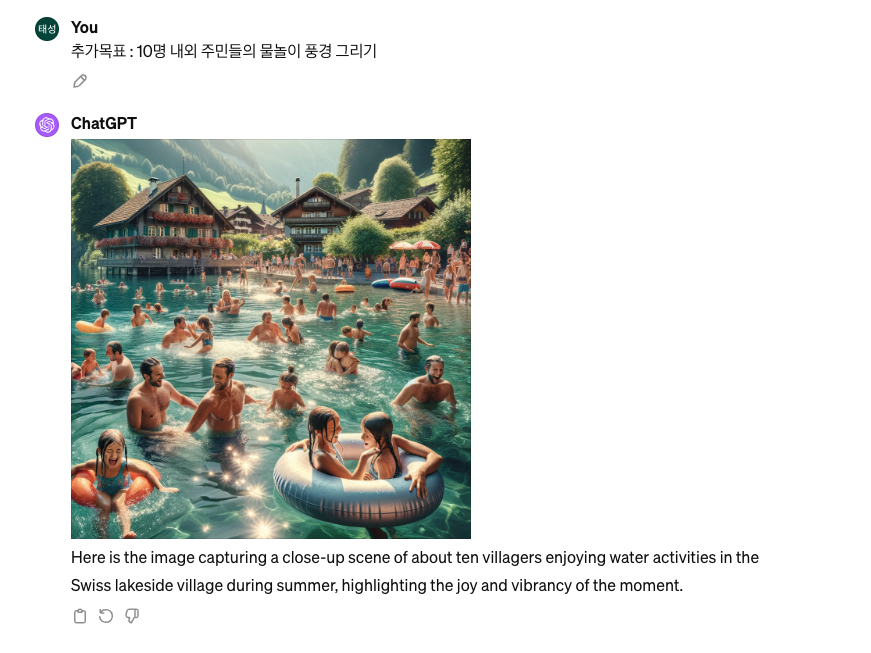 태성 You
추가목표 : 10명 내외 주민들의 물놀이 풍경 그리기
ChatGPT
Here is the image capturing a close-up scene of about ten villagers enjoying water activities in the
Swiss lakeside village during summer, highlighting the joy and vibrancy of the moment.